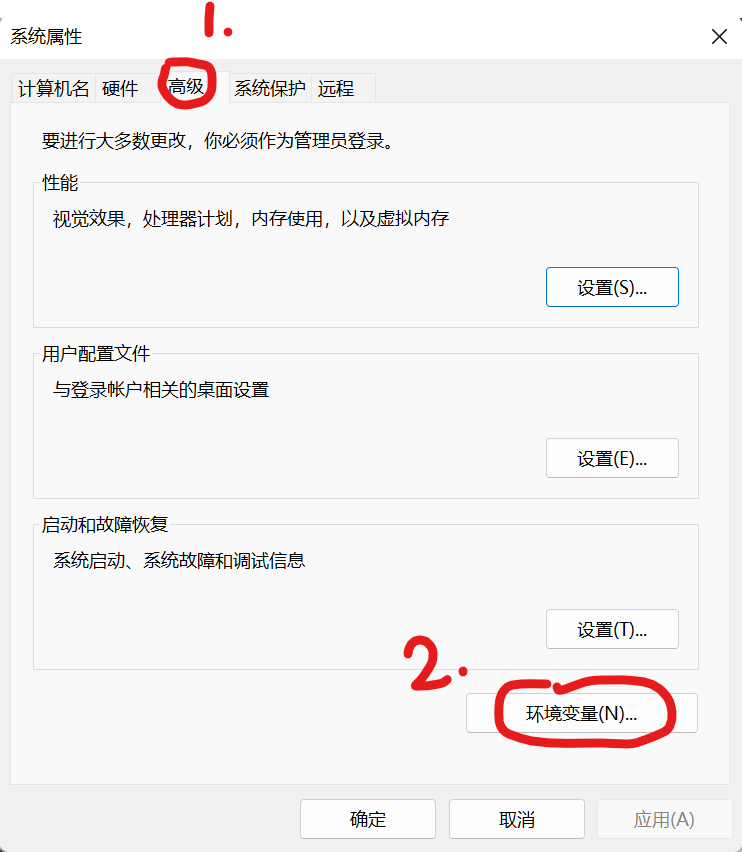 1.
系统属性
计算机名 硬件 高级 系统保护 远程
要进行大多数更改，你必须作为管理员登录。
性能
视觉效果，处理器计划，内存使用，以及虚拟内存
设置(S)...
用户配置文件
与登录帐户相关的桌面设置
设置(E)...
启动和故障恢复
系统启动、系统故障和调试信息
设置(T)...
2.
环境变量(N)...
确定 取消 应用(A)